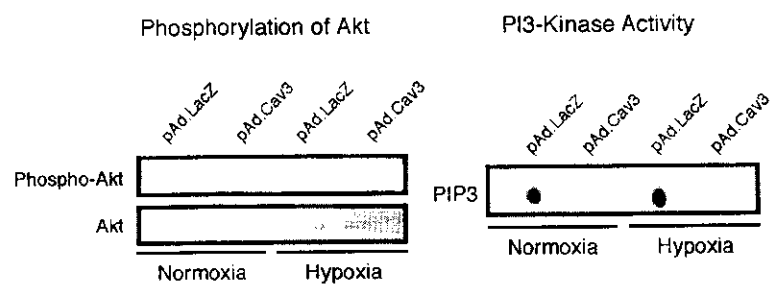 Phosphorylation of Akt
PI3-Kinase Activity
pAd.LacZ
pAd.Cav3
pAd.LacZ
pAd.Cav3
pAd.LacZ
pAd.Cav3
pAd.LacZ
pAd.Cav3
Phospho-Akt
Akt
PIP3
Normoxia
Hypoxia
Normoxia
Hypoxia